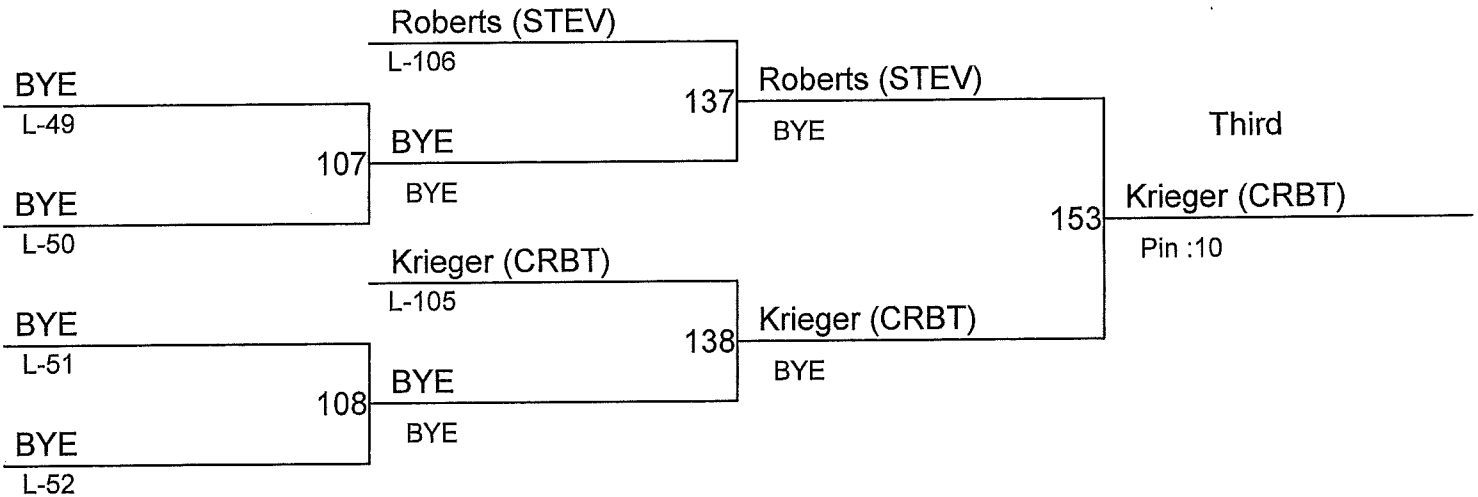 Roberts (STEV)
L-106
BYE
L-49
137
Roberts (STEV)
BYE
Third
107
BYE
BYE
BYE
L-50
153
Krieger (CRBT)
Pin :10
Krieger (CRBT)
L-105
BYE
L-51
138
Krieger (CRBT)
BYE
108
BYE
BYE
BYE
L-52